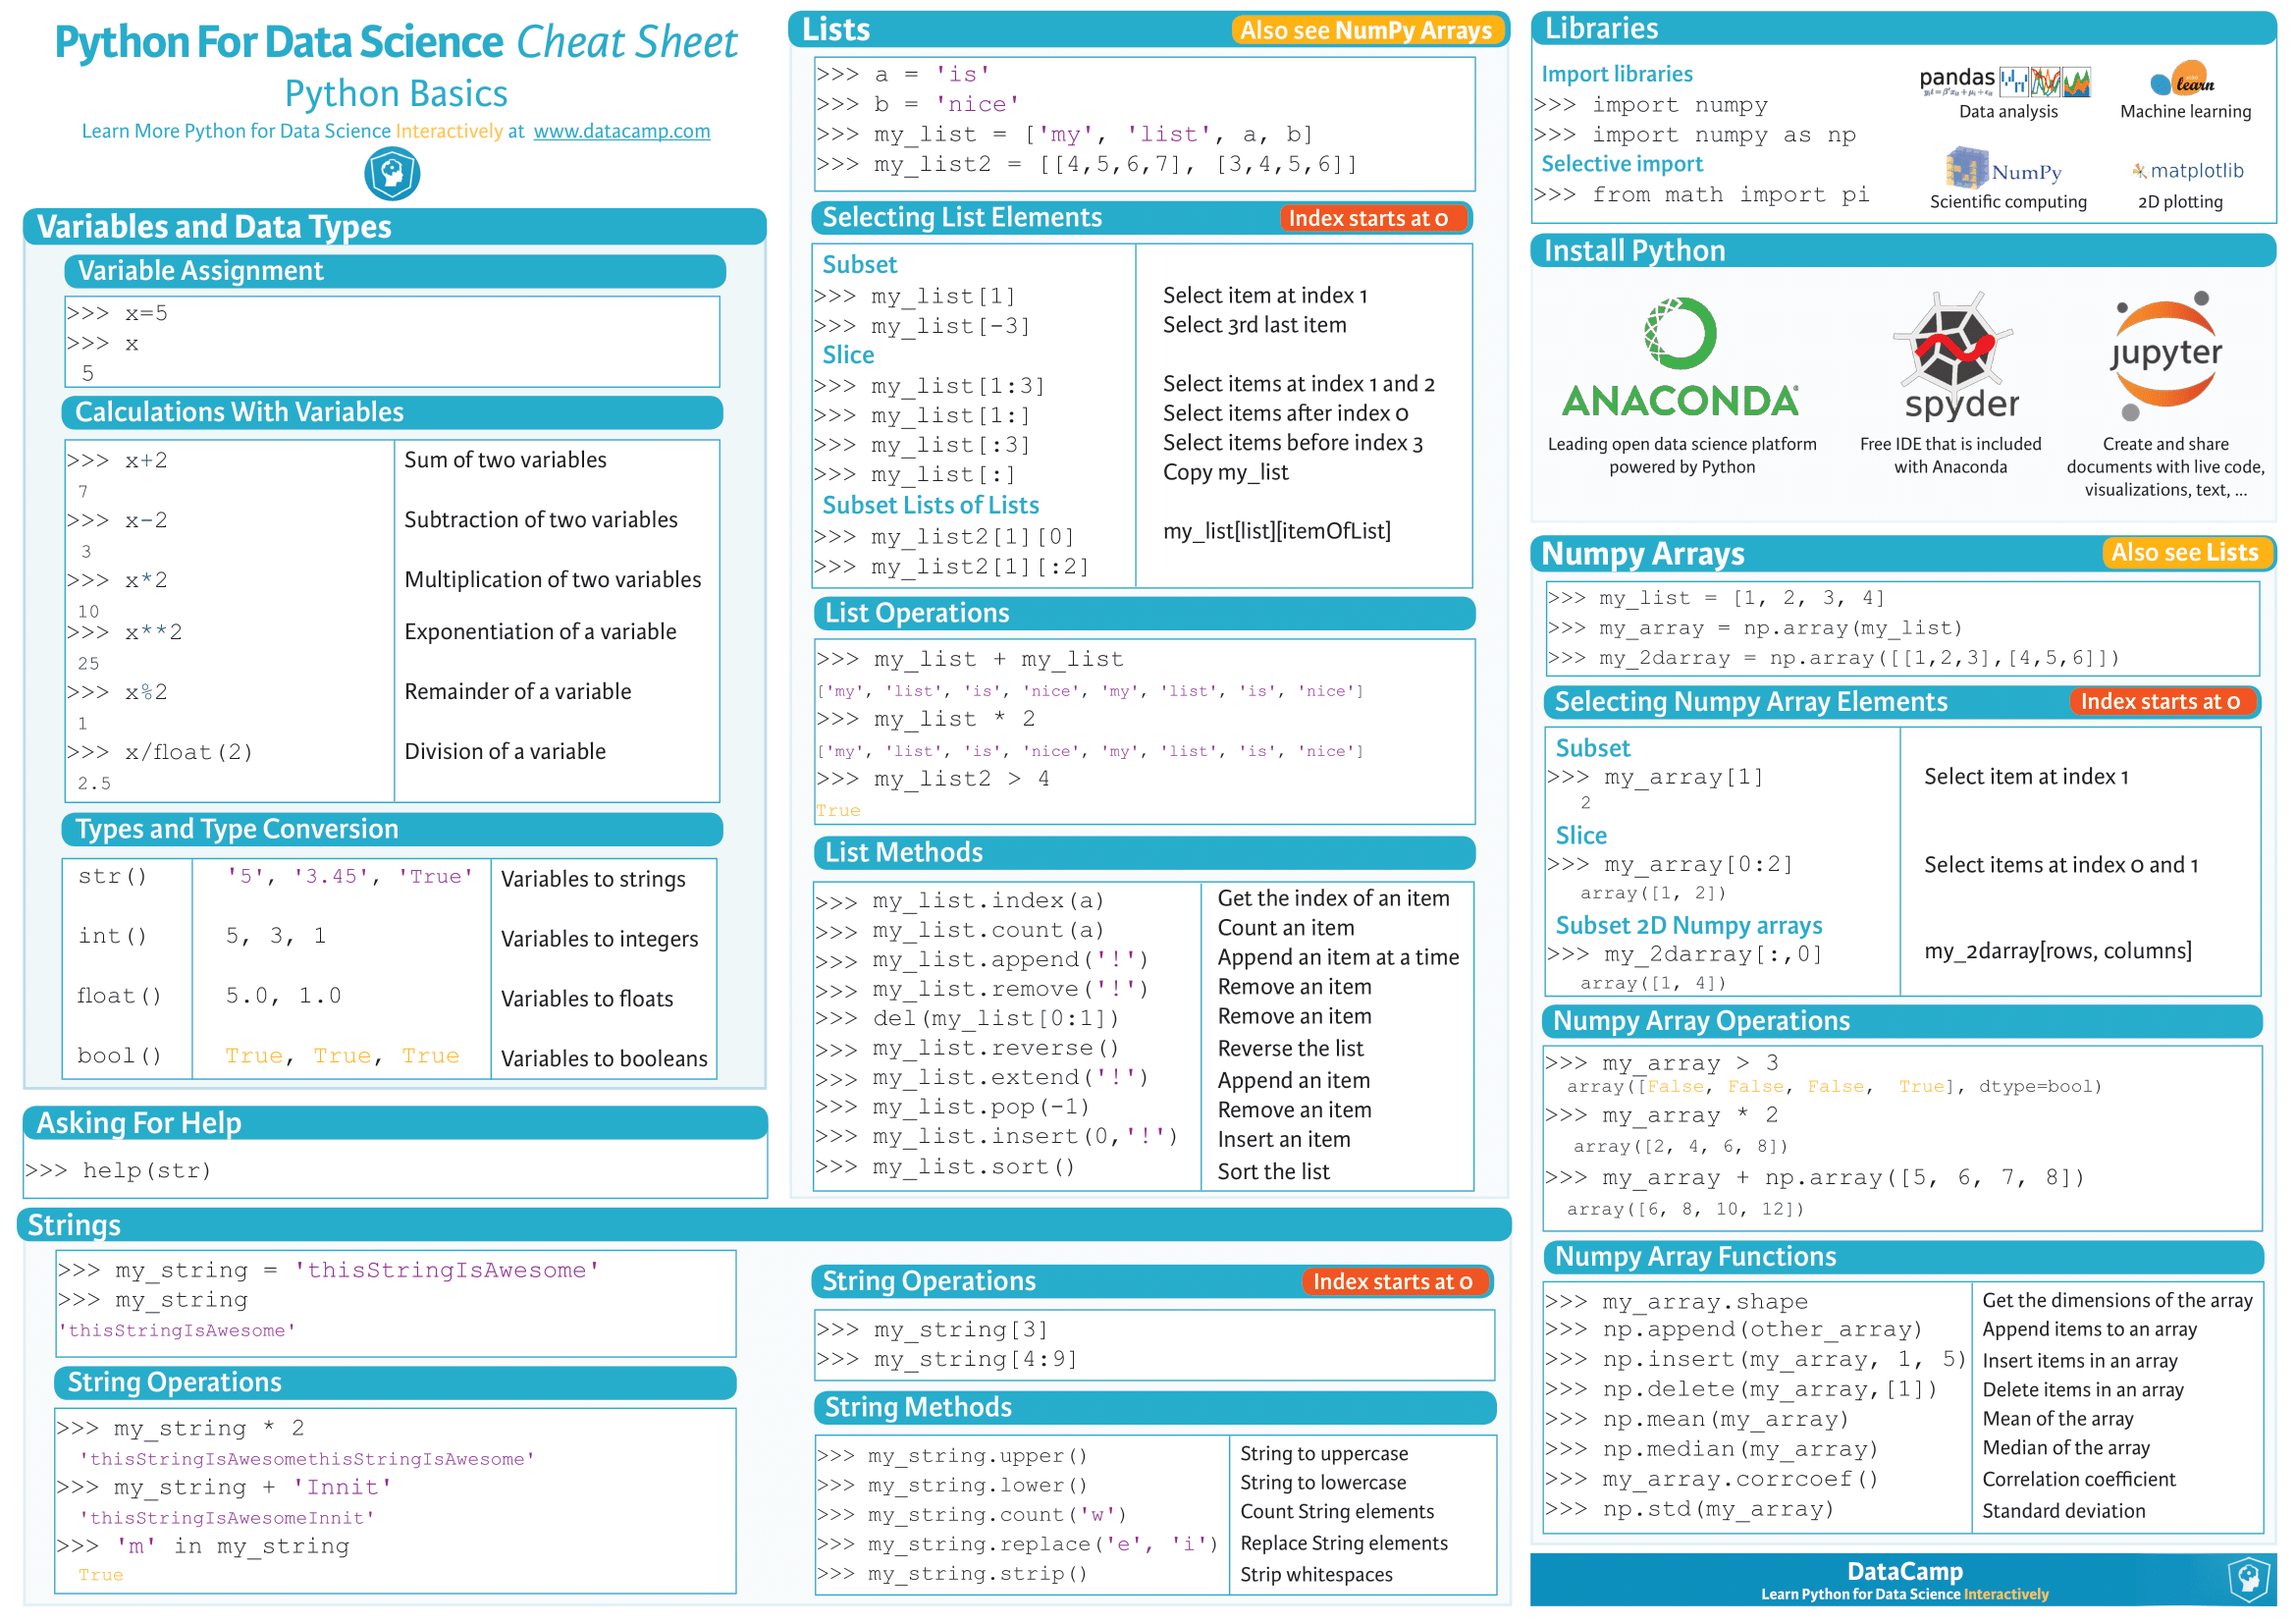 Python For Data Science Cheat Sheet
Python Basics
Learn More Python for Data Science Interactively at www.datacamp.com
Variables and Data Types
Variable Assignment
>>> x=5
>>> x
5
Calculations With Variables
>>> x+2 Sum of two variables
7
>>> x-2 Subtraction of two variables
3
>>> x*2 Multiplication of two variables
10
>>> x**2 Exponentiation of a variable
25
>>> x%2 Remainder of a variable
1
>>> x/float(2) Division of a variable
2.5
Types and Type Conversion
str() '5', '3.45', 'True' Variables to strings
int() 5, 3, 1 Variables to integers
float() 5.0, 1.0 Variables to floats
bool() True, True, True Variables to booleans
Asking For Help
>>> help(str)
Lists Also see NumPy Arrays
>>> a = 'is'
>>> b = 'nice'
>>> my_list = ['my', 'list', a, b]
>>> my_list2 = [[4,5,6,7], [3,4,5,6]]
Selecting List Elements Index starts at 0
Subset
>>> my_list[1] Select item at index 1
>>> my_list[-3] Select 3rd last item
Slice
>>> my_list[1:3] Select items at index 1 and 2
>>> my_list[1:] Select items after index 0
>>> my_list[:3] Select items before index 3
>>> my_list[:] Copy my_list
Subset Lists of Lists
>>> my_list2[1][0] my_list[list][itemOfList]
>>> my_list2[1][:2]
List Operations
>>> my_list + my_list
['my', 'list', 'is', 'nice', 'my', 'list', 'is', 'nice']
>>> my_list * 2
['my', 'list', 'is', 'nice', 'my', 'list', 'is', 'nice']
>>> my_list2 > 4
True
List Methods
>>> my_list.index(a) Get the index of an item
>>> my_list.count(a) Count an item
>>> my_list.append('!') Append an item at a time
>>> my_list.remove('!') Remove an item
>>> del(my_list[0:1]) Remove an item
>>> my_list.reverse() Reverse the list
>>> my_list.extend('!') Append an item
>>> my_list.pop(-1) Remove an item
>>> my_list.insert(0,'!') Insert an item
>>> my_list.sort() Sort the list
Strings
>>> my_string = 'thisStringIsAwesome'
>>> my_string
'thisStringIsAwesome'
String Operations
>>> my_string * 2
'thisStringIsAwesomethisStringIsAwesome'
>>> my_string + 'Innit'
'thisStringIsAwesomeInnit'
>>> 'm' in my_string
True
String Operations Index starts at 0
>>> my_string[3]
>>> my_string[4:9]
String Methods
>>> my_string.upper() String to uppercase
>>> my_string.lower() String to lowercase
>>> my_string.count('w') Count String elements
>>> my_string.replace('e', 'i') Replace String elements
>>> my_string.strip() Strip whitespaces
Libraries
Import libraries
>>> import numpy
>>> import numpy as np
Selective import
>>> from math import pi
pandas
Data analysis
learn
Machine learning
NumPy
Scientific computing
matplotlib
2D plotting
Install Python
ANACONDA
Leading open data science platform
powered by Python
spyder
Free IDE that is included
with Anaconda
jupyter
Create and share
documents with live code,
visualizations, text, ...
Numpy Arrays Also see Lists
>>> my_list = [1, 2, 3, 4]
>>> my_array = np.array(my_list)
>>> my_2darray = np.array([[1,2,3],[4,5,6]])
Selecting Numpy Array Elements Index starts at 0
Subset
>>> my_array[1] Select item at index 1
2
Slice
>>> my_array[0:2] Select items at index 0 and 1
array([1, 2])
Subset 2D Numpy arrays
>>> my_2darray[:,0] my_2darray[rows, columns]
array([1, 4])
Numpy Array Operations
>>> my_array > 3
array([False, False, False, True], dtype=bool)
>>> my_array * 2
array([2, 4, 6, 8])
>>> my_array + np.array([5, 6, 7, 8])
array([6, 8, 10, 12])
Numpy Array Functions
>>> my_array.shape Get the dimensions of the array
>>> np.append(other_array) Append items to an array
>>> np.insert(my_array, 1, 5) Insert items in an array
>>> np.delete(my_array,[1]) Delete items in an array
>>> np.mean(my_array) Mean of the array
>>> np.median(my_array) Median of the array
>>> my_array.corrcoef() Correlation coefficient
>>> np.std(my_array) Standard deviation
DataCamp
Learn Python for Data Science Interactively